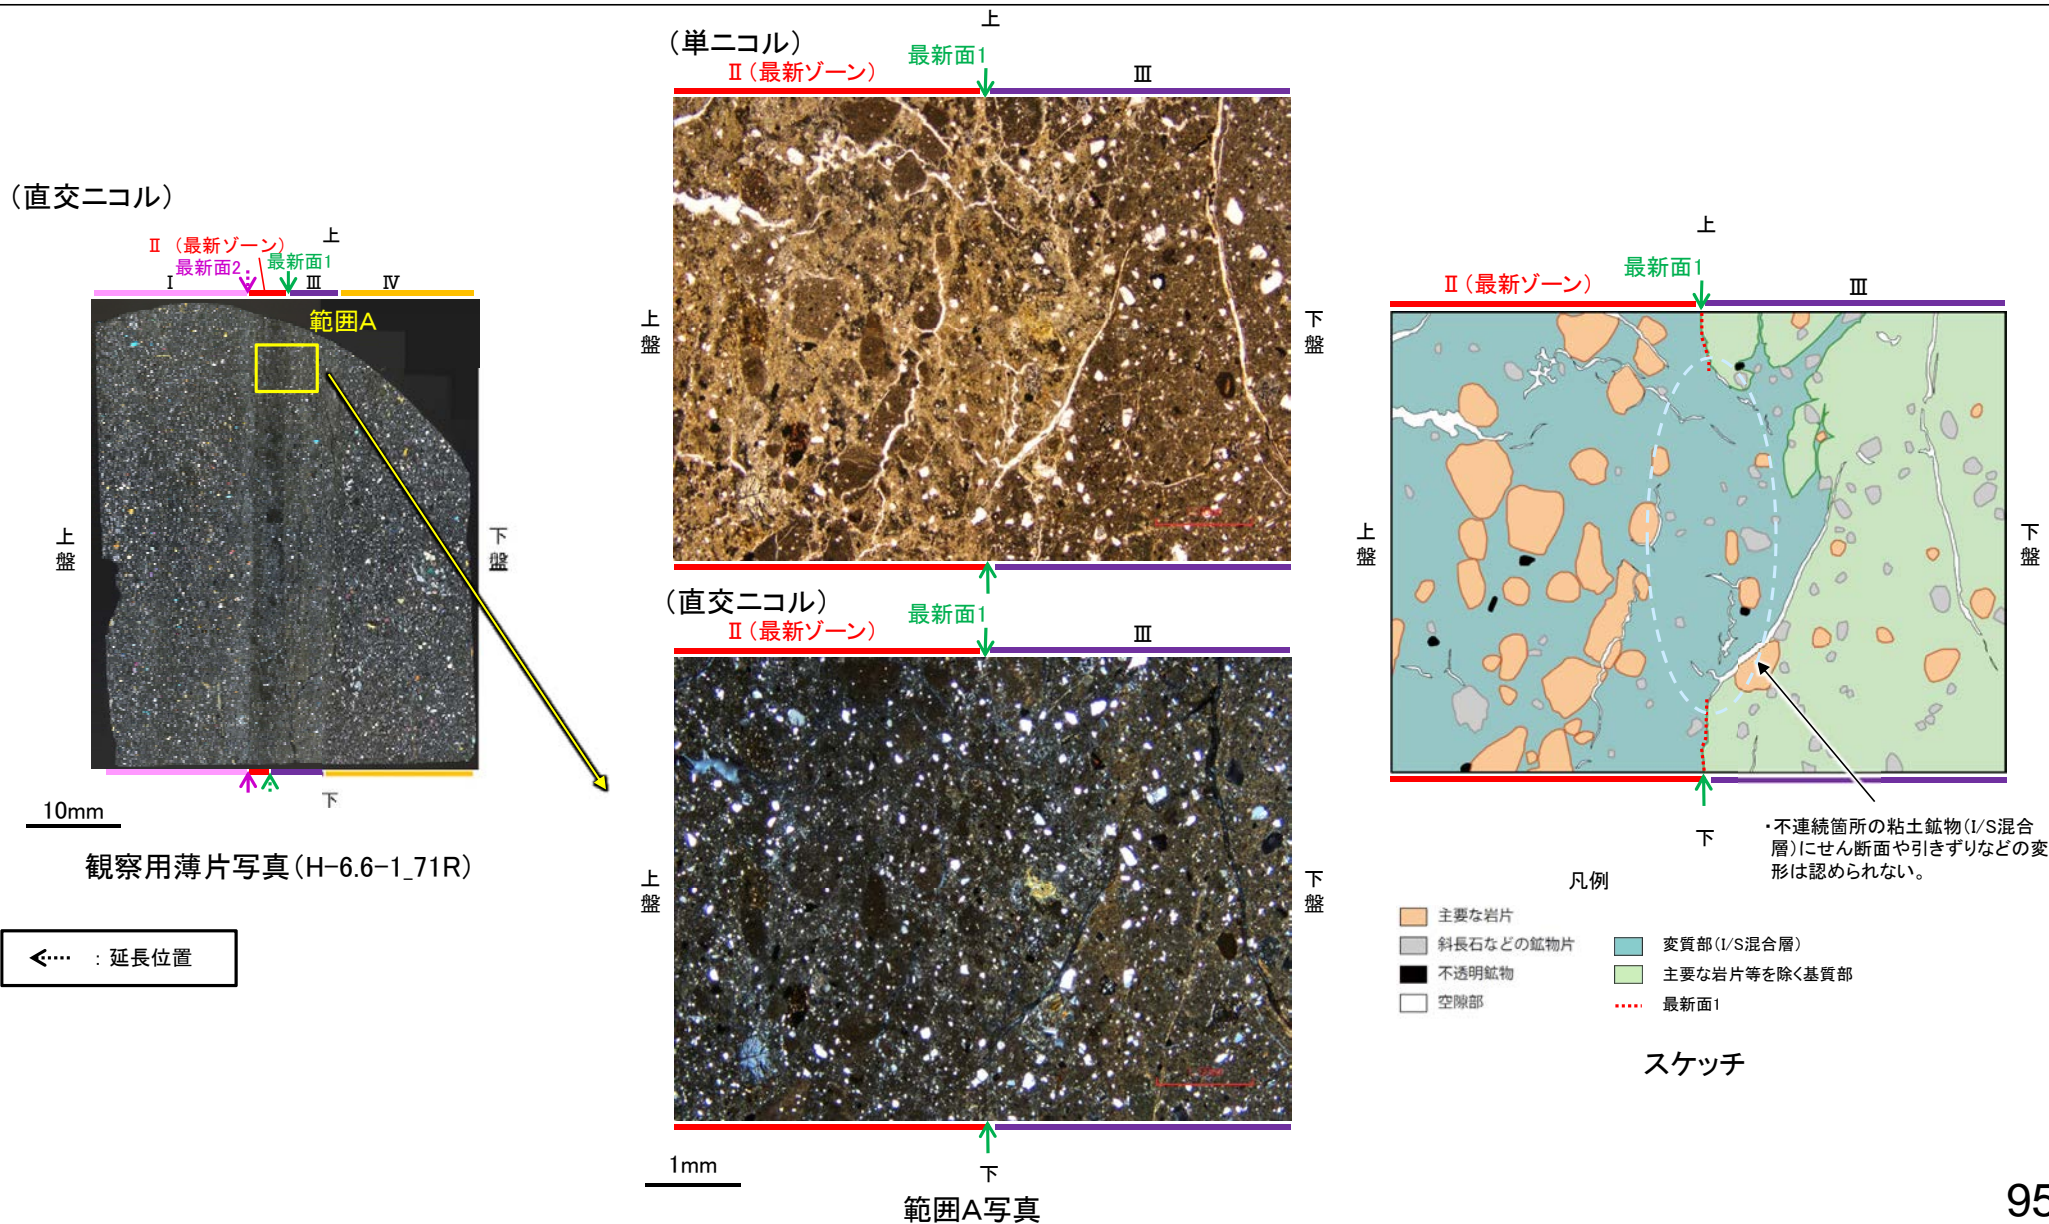 (直交ニコル)
Ⅱ (最新ゾーン)
上
最新面2
最新面1
Ⅰ
Ⅲ
Ⅳ
範囲A
上盤
下盤
下
10mm
観察用薄片写真(H-6.6-1_71R)
:延長位置
(単ニコル)
上
最新面1
Ⅱ(最新ゾーン)
Ⅲ
上盤
下盤
(直交ニコル)
最新面1
Ⅱ(最新ゾーン)
Ⅲ
上盤
下盤
1mm
下
範囲A写真
上
最新面1
Ⅱ(最新ゾーン)
Ⅲ
上盤
下盤
下
・不連続箇所の粘土鉱物(I/S混合
層)にせん断面や引きずりなどの変
形は認められない。
凡例
主要な岩片
斜長石などの鉱物片
不透明鉱物
空隙部
変質部(I/S混合層)
主要な岩片等を除く基質部
最新面1
スケッチ
95